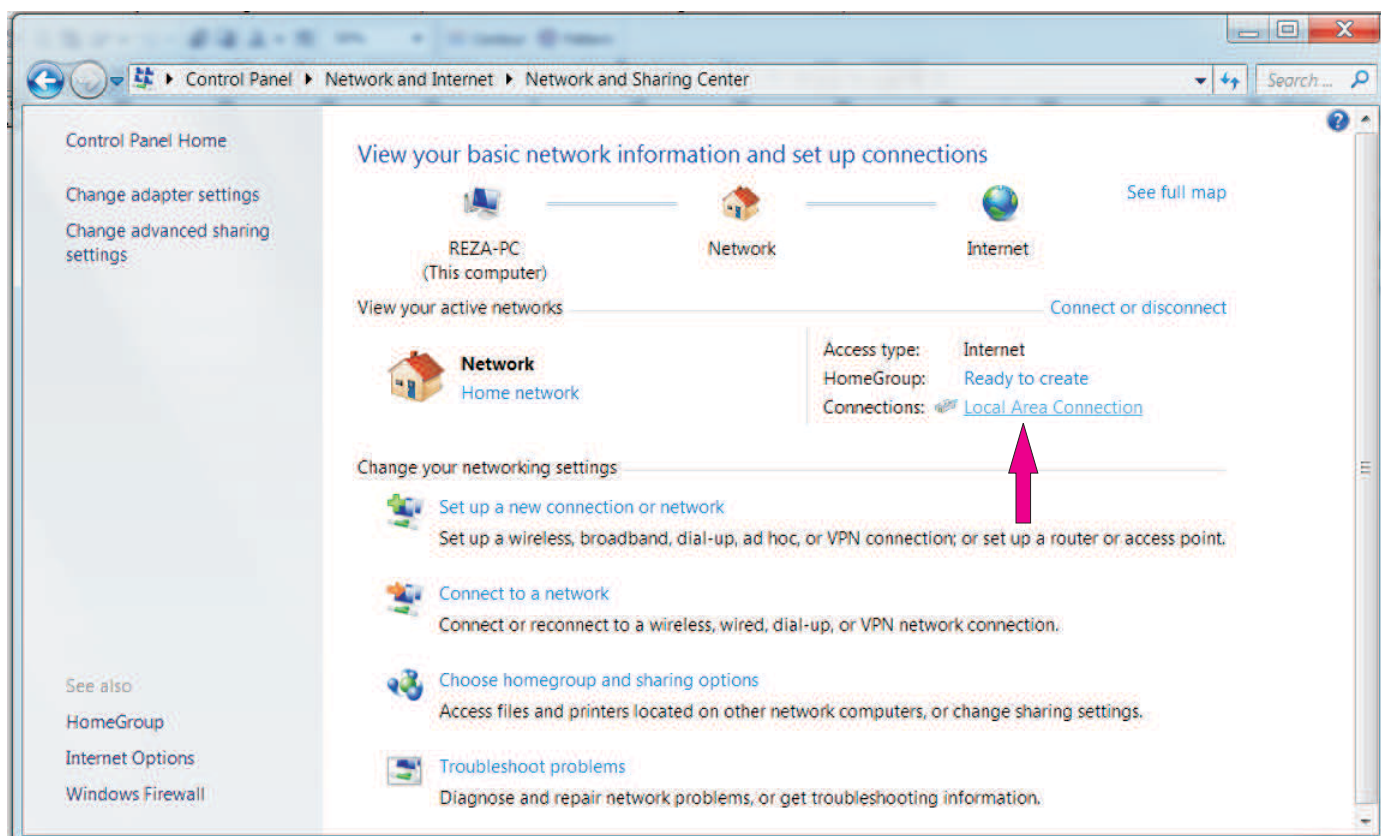 Control Panel ▸ Network and Internet ▸ Network and Sharing Center
Search ...
Control Panel Home
Change adapter settings
Change advanced sharing
settings
See also
HomeGroup
Internet Options
Windows Firewall
View your basic network information and set up connections
See full map
REZA-PC
(This computer)
Network
Internet
View your active networks
Connect or disconnect
Network
Home network
Access type: Internet
HomeGroup: Ready to create
Connections: Local Area Connection
Change your networking settings
Set up a new connection or network
Set up a wireless, broadband, dial-up, ad hoc, or VPN connection; or set up a router or access point.
Connect to a network
Connect or reconnect to a wireless, wired, dial-up, or VPN network connection.
Choose homegroup and sharing options
Access files and printers located on other network computers, or change sharing settings.
Troubleshoot problems
Diagnose and repair network problems, or get troubleshooting information.